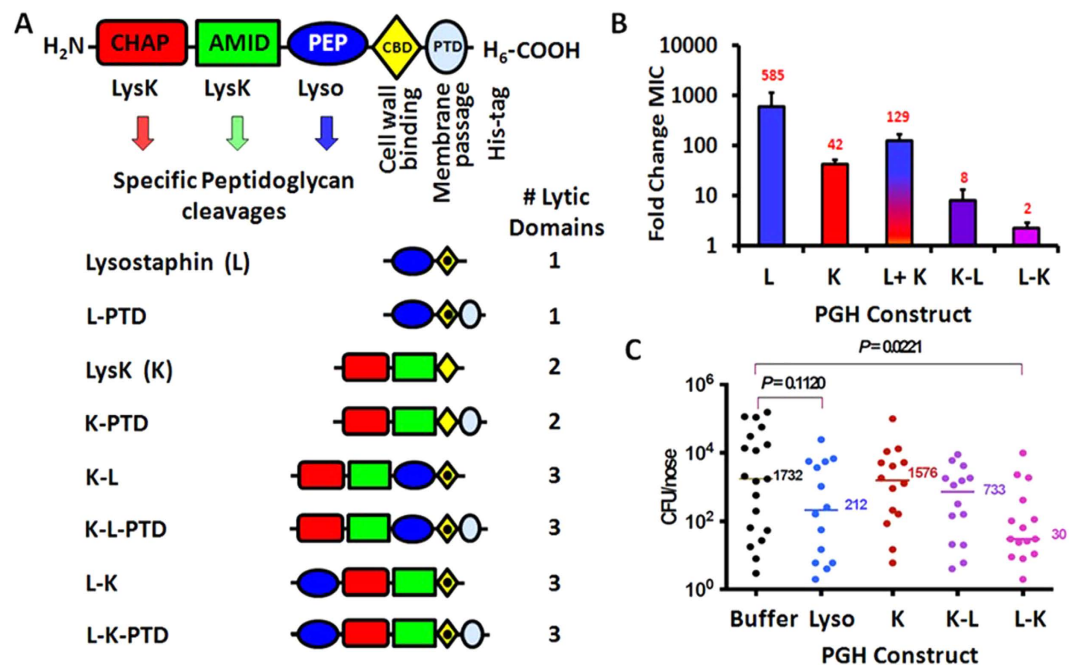 A
H2N
CHAP
AMID
PEP
CBD
PTD
H6-COOH
LysK
LysK
Lyso
Cell wall
binding
Membrane
passage
His-tag
Specific Peptidoglycan
cleavages
# Lytic
Domains
Lysostaphin (L)
1
L-PTD
1
LysK (K)
2
K-PTD
2
K-L
3
K-L-PTD
3
L-K
3
L-K-PTD
3
B
Fold Change MIC
10000
1000
100
10
1
585
42
129
8
2
L
K
L+ K
K-L
L-K
PGH Construct
C
P=0.0221
P=0.1120
CFU/nose
10^6
10^4
10^2
10^0
1732
212
1576
733
30
Buffer
Lyso
K
K-L
L-K
PGH Construct